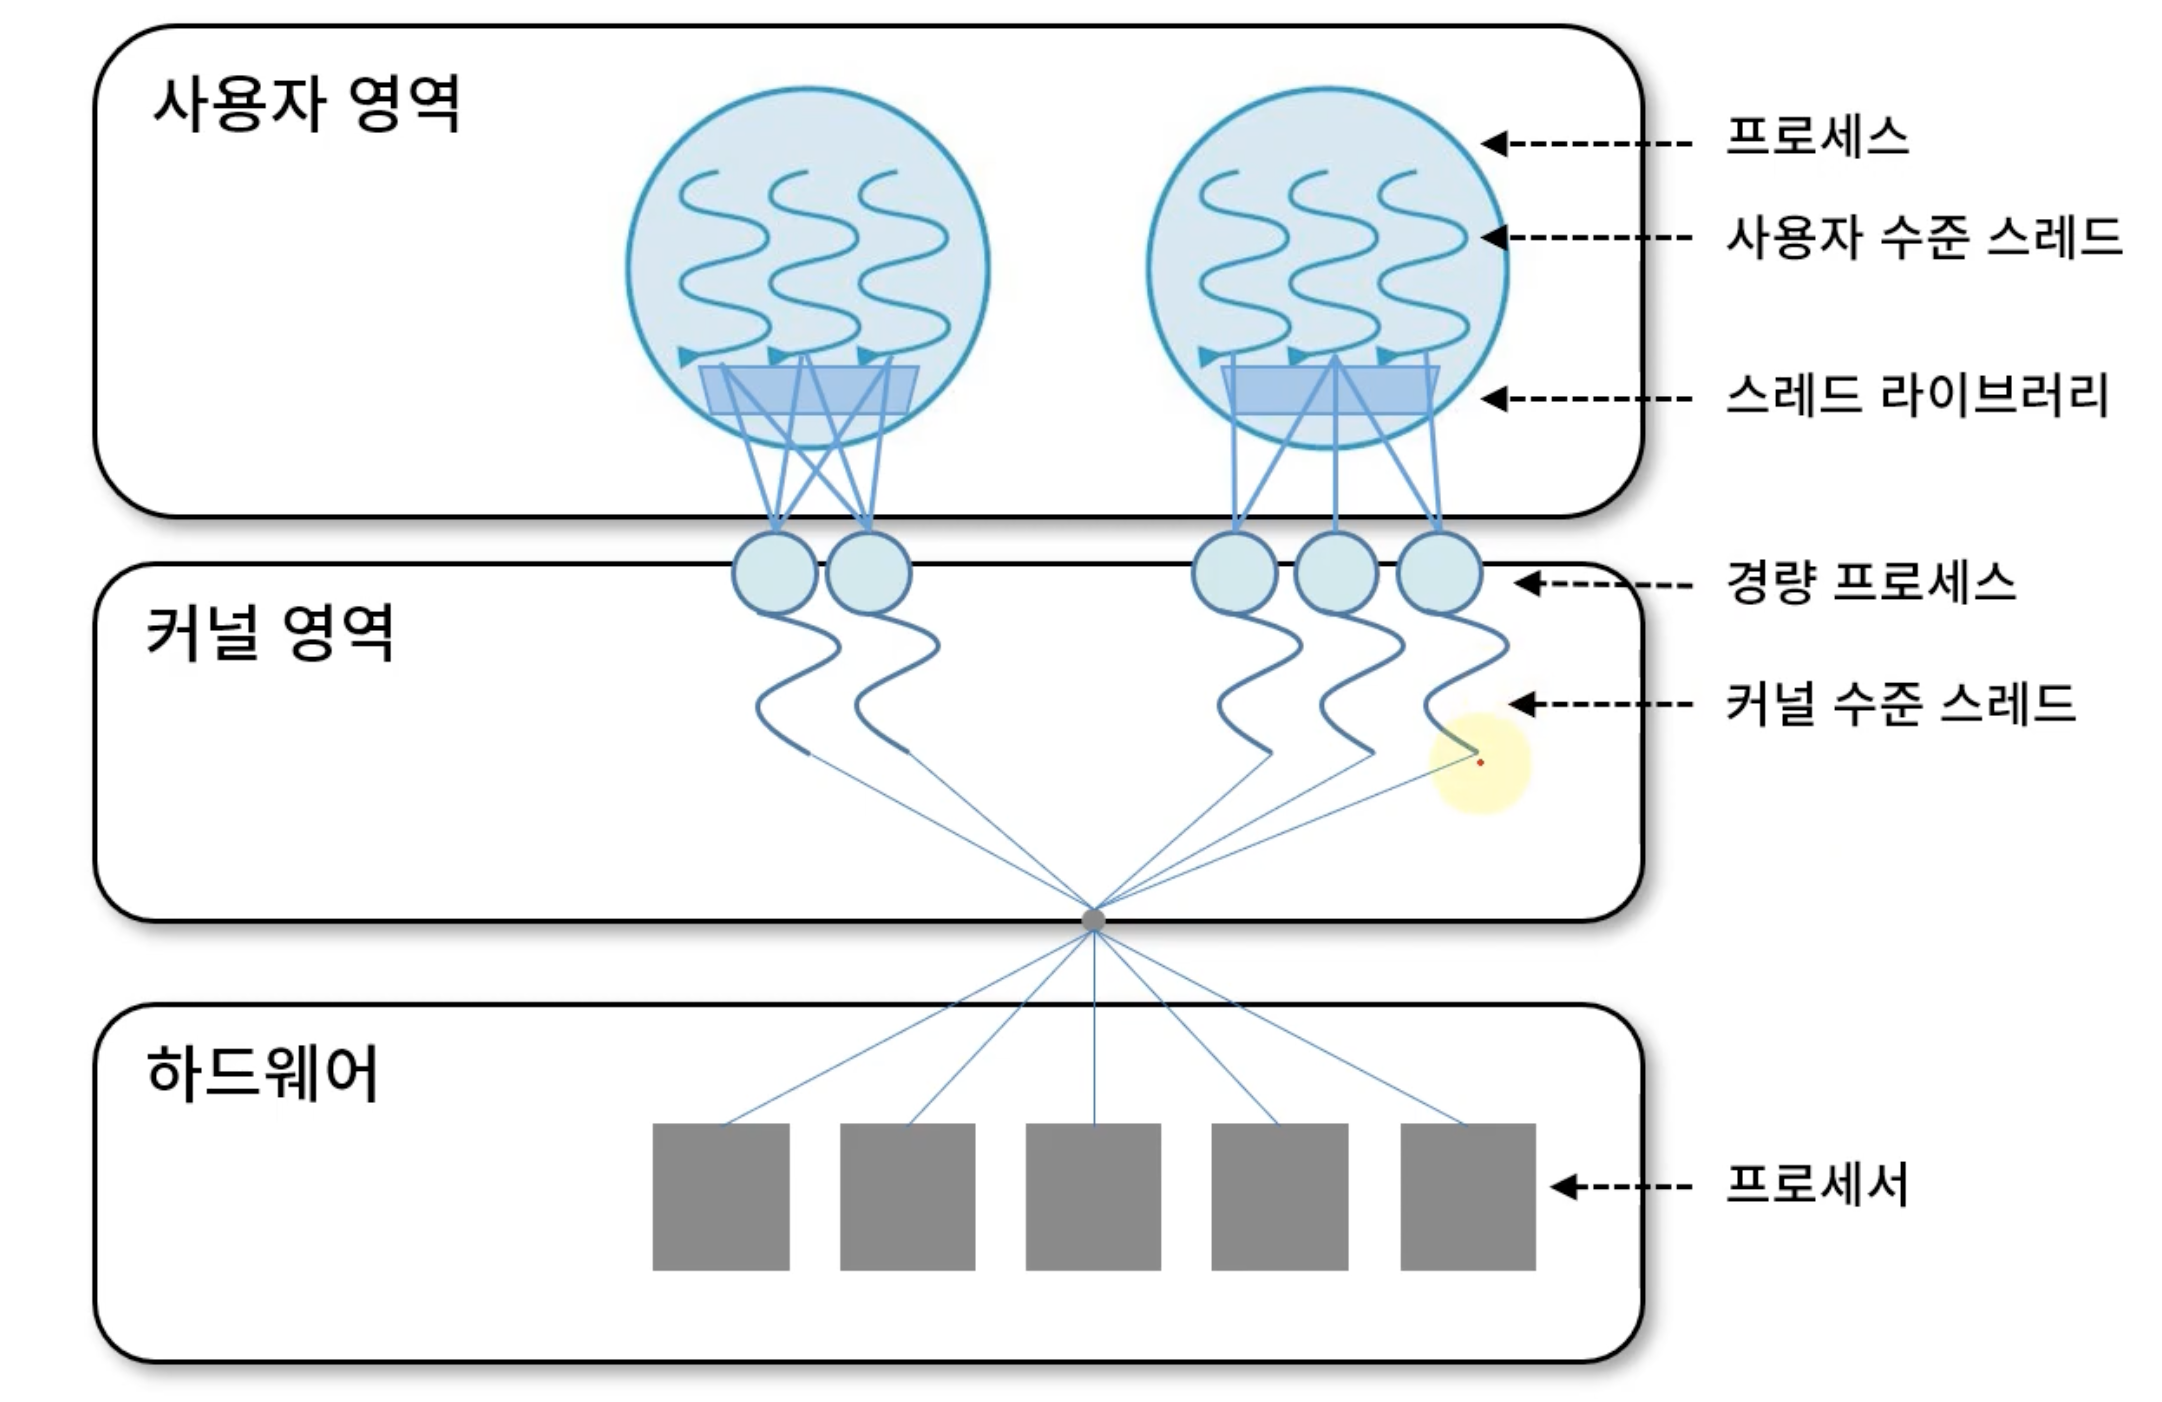 사용자 영역
프로세스
사용자 수준 스레드
스레드 라이브러리
경량 프로세스
커널 영역
커널 수준 스레드
하드웨어
프로세서